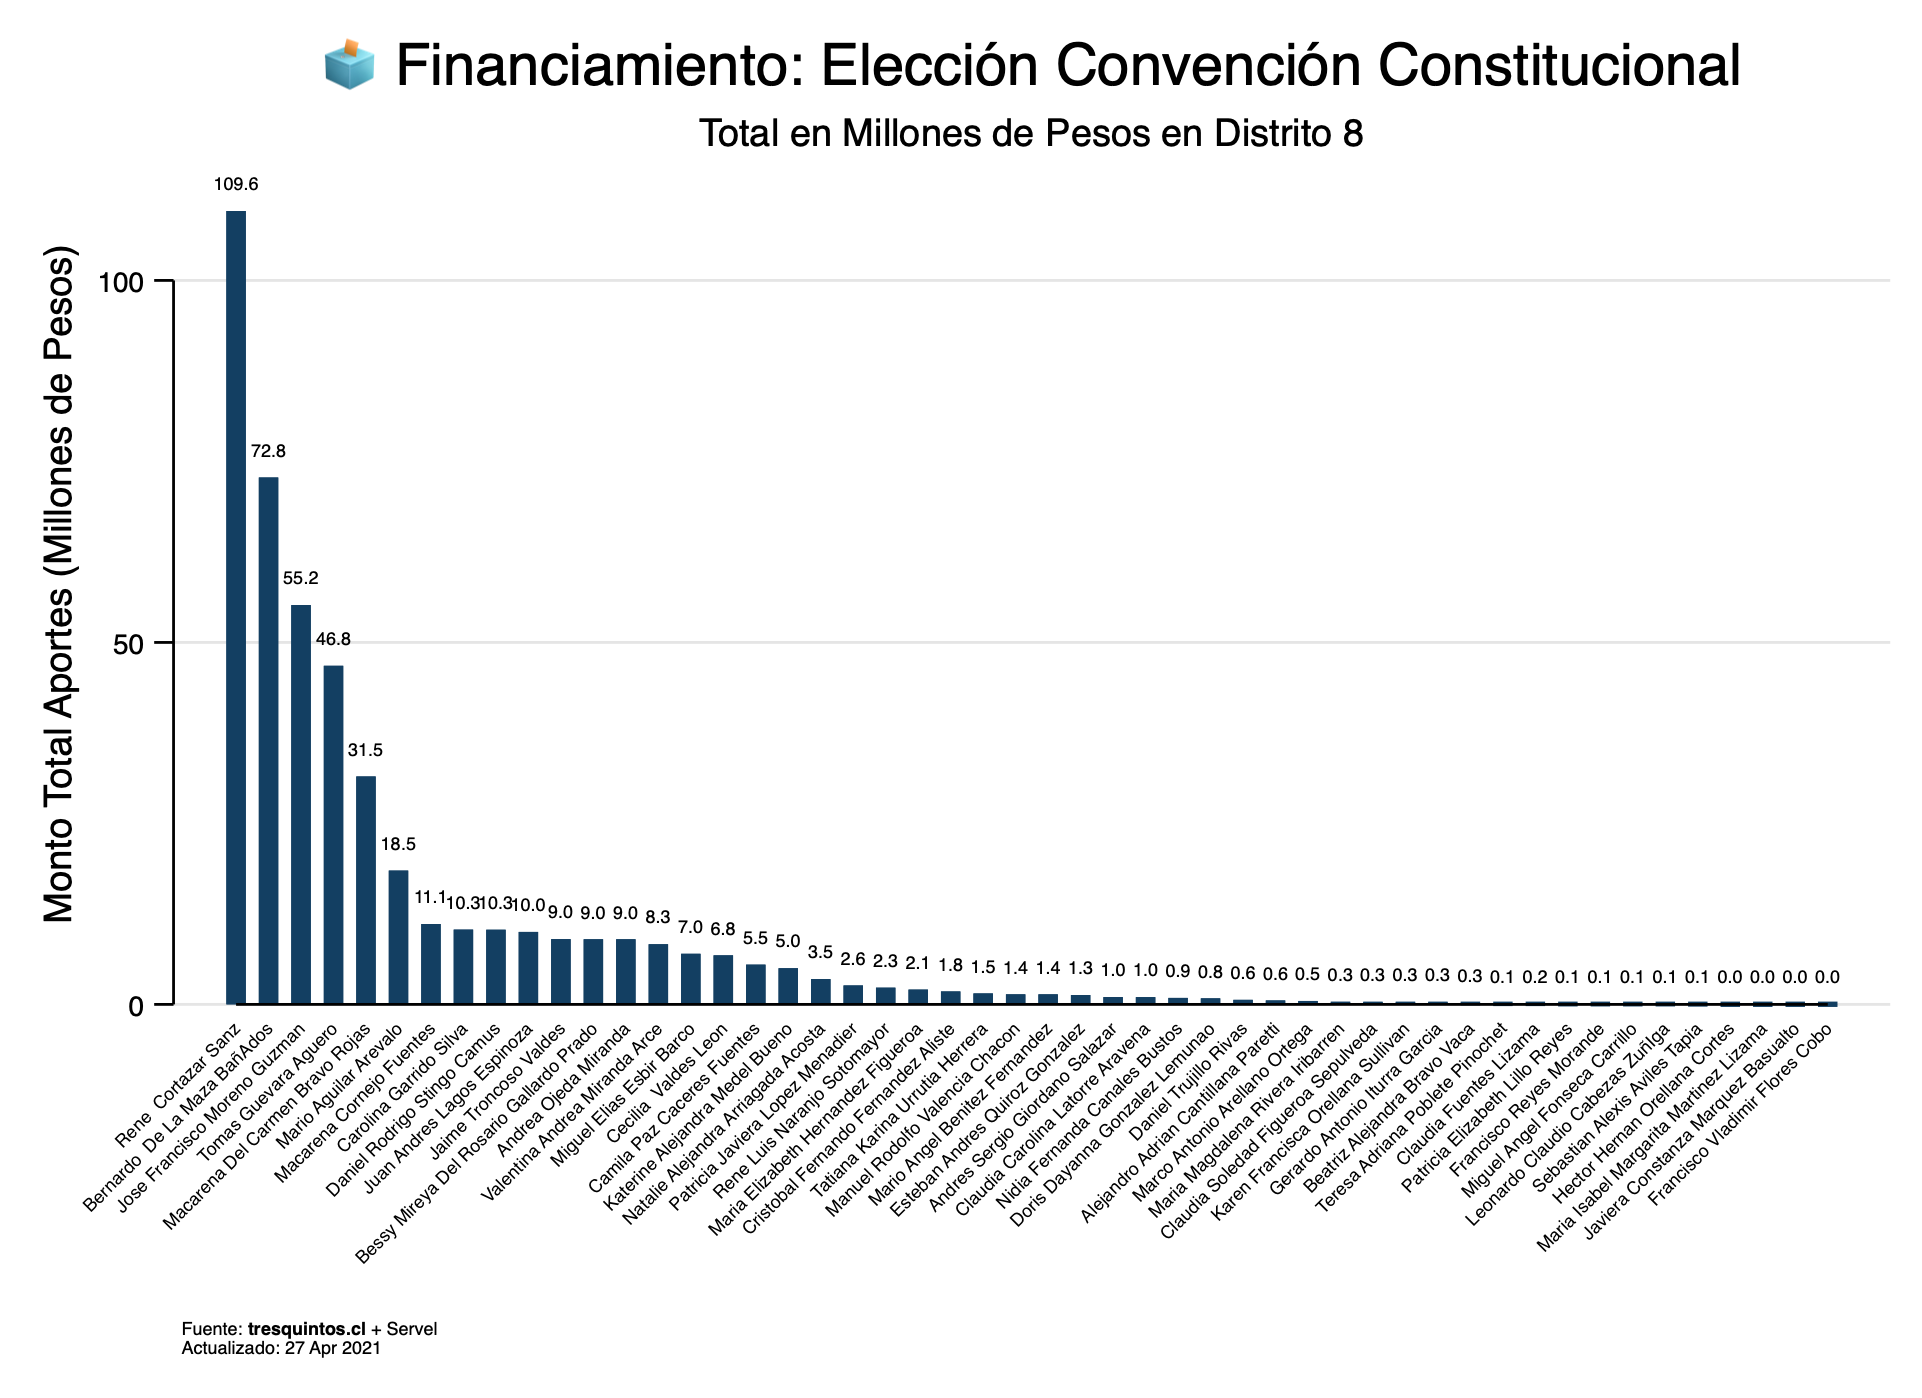 Financiamiento: Elección Convención Constitucional
Total en Millones de Pesos en Distrito 8
Monto Total Aportes (Millones de Pesos)
100
50
0
109.6
72.8
55.2
46.8
31.5
18.5
11.1
10.3
10.3
10.0
9.0
9.0
9.0
8.3
7.0
6.8
5.5
5.0
3.5
2.6
2.3
2.1
1.8
1.5
1.4
1.4
1.3
1.0
1.0
0.9
0.8
0.6
0.6
0.5
0.3
0.3
0.3
0.3
0.3
0.1
0.2
0.1
0.1
0.1
0.1
0.1
0.0
0.0
0.0
0.0
Rene Cortazar Sanz
Bernardo De La Maza BañAdos
Jose Francisco Moreno Guzman
Tomas Guevara Aguero
Macarena Del Carmen Bravo Rojas
Mario Aguilar Arevalo
Macarena Cornejo Fuentes
Carolina Garrido Silva
Daniel Rodrigo Stingo Camus
Juan Andres Lagos Espinoza
Jaime Troncoso Valdes
Bessy Mireya Del Rosario Gallardo Prado
Andrea Ojeda Miranda
Valentina Andrea Miranda Arce
Miguel Elias Esbir Barco
Cecilia Valdes Leon
Camila Paz Caceres Fuentes
Katerine Alejandra Medel Bueno
Natalie Alejandra Arriagada Acosta
Patricia Javiera Lopez Menadier
Rene Luis Naranjo Sotomayor
Maria Elizabeth Hernandez Figueroa
Cristobal Fernando Fernandez Aliste
Tatiana Karina Urrutia Herrera
Manuel Rodolfo Valencia Chacon
Mario Angel Benitez Fernandez
Esteban Andres Quiroz Gonzalez
Andres Sergio Giordano Salazar
Claudia Carolina Latorre Aravena
Nidia Fernanda Canales Bustos
Doris Dayanna Gonzalez Lemunao
Daniel Trujillo Rivas
Alejandro Adrian Cantillana Paretti
Marco Antonio Arellano Ortega
Maria Magdalena Rivera Iribarren
Claudia Soledad Figueroa Sepulveda
Karen Francisca Orellana Sullivan
Gerardo Antonio Iturra Garcia
Beatriz Alejandra Bravo Vaca
Teresa Adriana Poblete Pinochet
Claudia Fuentes Lizama
Patricia Elizabeth Lillo Reyes
Francisco Reyes Morande
Miguel Angel Fonseca Carrillo
Leonardo Claudio Cabezas Zuñiga
Sebastian Alexis Aviles Tapia
Hector Hernan Orellana Cortes
Maria Isabel Margarita Martinez Lizama
Javiera Constanza Marquez Basualto
Francisco Vladimir Flores Cobo
Fuente: tresquintos.cl + Servel
Actualizado: 27 Apr 2021